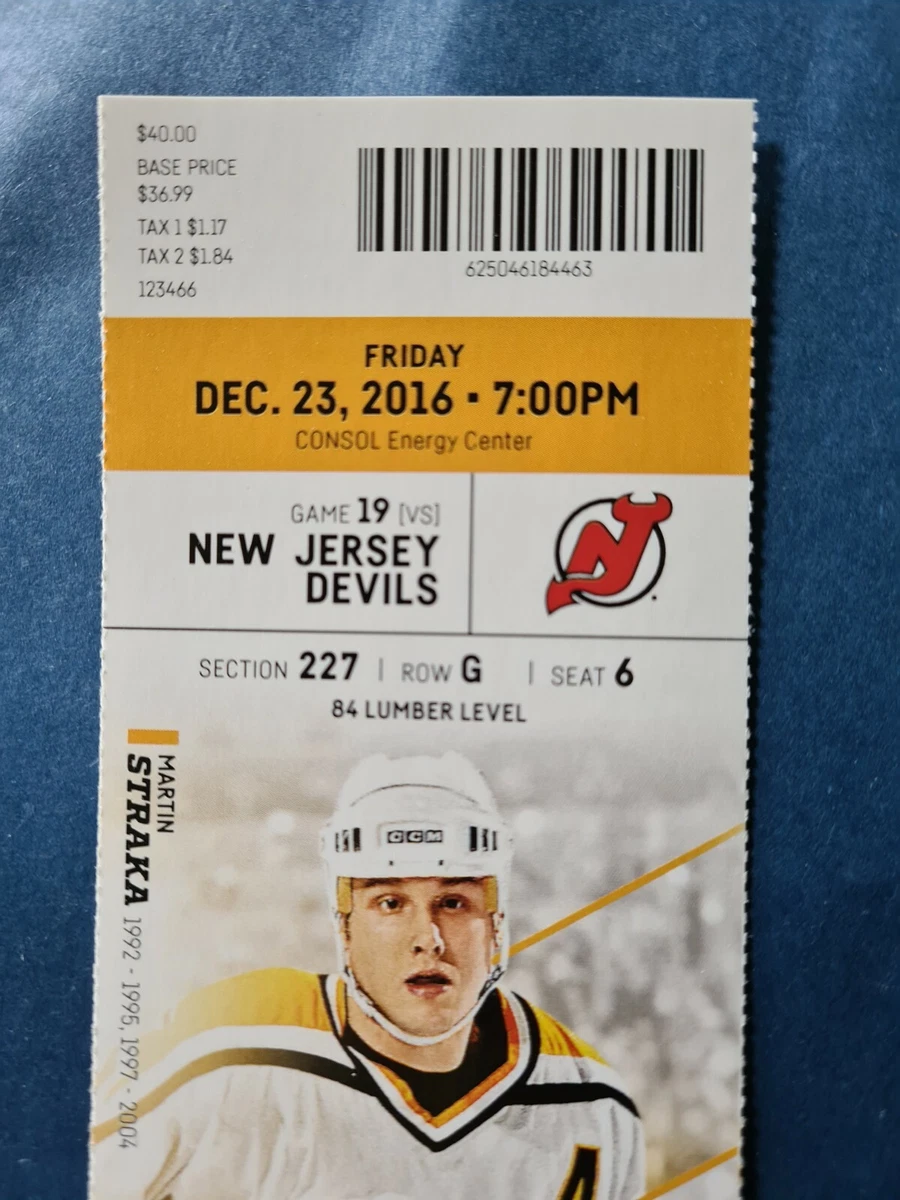 $40.00
BASE PRICE
$36.99
TAX 1 $1.17
TAX 2 $1.84
123466
625046184463
FRIDAY
DEC. 23, 2016 ▪ 7:00PM
CONSOL Energy Center
GAME 19 [VS]
NEW JERSEY
DEVILS
NJ
SECTION 227 | ROW G | SEAT 6
84 LUMBER LEVEL
MARTIN
STRAKA 1992 - 1995, 1997 - 2004
CCM
A